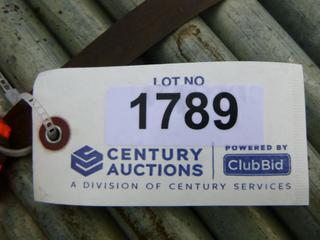 LOT NO
1789
CENTURY
AUCTIONS
POWERED BY
ClubBid
A DIVISION OF CENTURY SERVICES